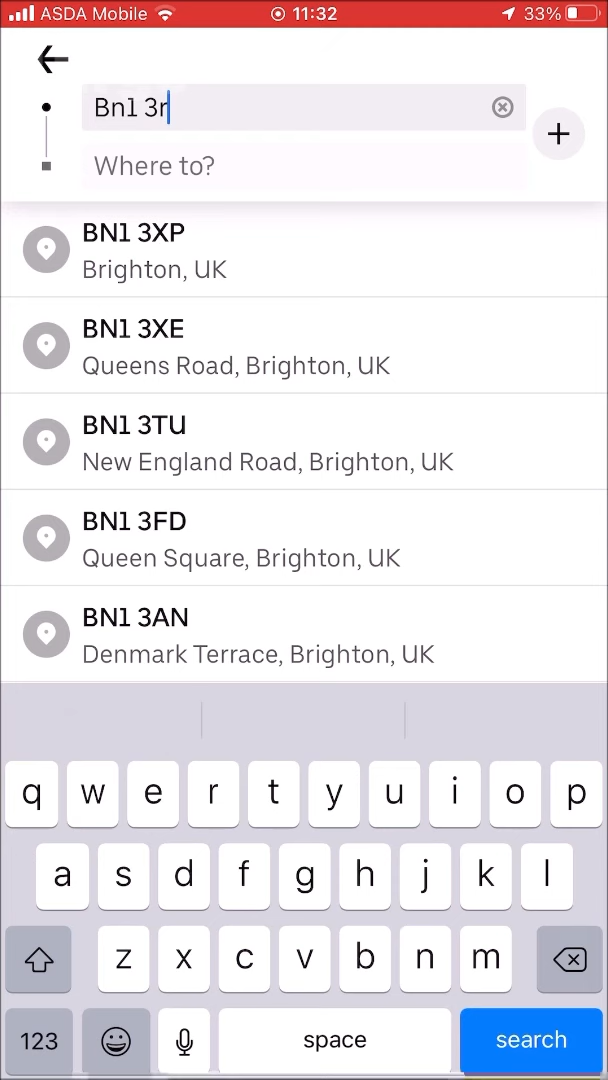 ASDA Mobile 11:32 33%
Bn1 3r
Where to?
BN1 3XP
Brighton, UK
BN1 3XE
Queens Road, Brighton, UK
BN1 3TU
New England Road, Brighton, UK
BN1 3FD
Queen Square, Brighton, UK
BN1 3AN
Denmark Terrace, Brighton, UK
q w e r t y u i o p
a s d f g h j k l
z x c v b n m
123 space search